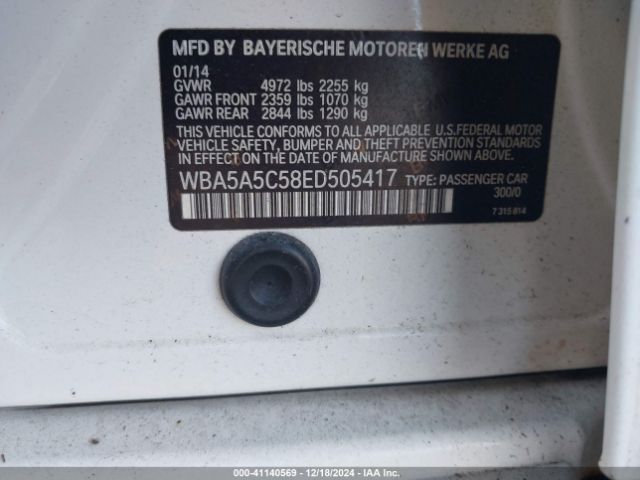 MFD BY BAYERISCHE MOTOREN WERKE AG
01/14
GVWR 4972 lbs 2255 kg
GAWR FRONT 2359 lbs 1070 kg
GAWR REAR 2844 lbs 1290 kg
THIS VEHICLE CONFORMS TO ALL APPLICABLE U.S.FEDERAL MOTOR
VEHICLE SAFETY, BUMPER AND THEFT PREVENTION STANDARDS
IN EFFECT ON THE DATE OF MANUFACTURE SHOWN ABOVE.
WBA5A5C58ED505417 TYPE: PASSENGER CAR
300/0
7 315 814
000-41140569 • 12/18/2024 - IAA Inc.